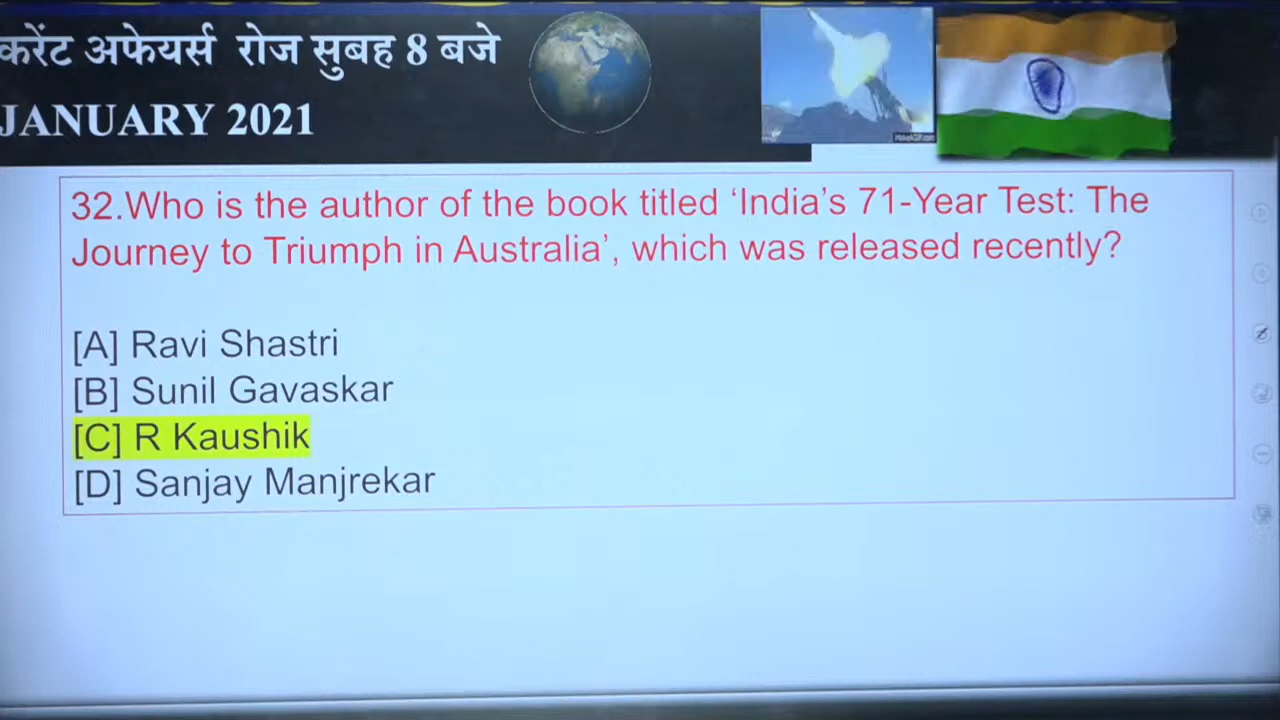 करेंट अफेयर्स रोज सुबह 8 बजे
JANUARY 2021
MakeAGif.com
32.Who is the author of the book titled ‘India’s 71-Year Test: The
Journey to Triumph in Australia’, which was released recently?
[A] Ravi Shastri
[B] Sunil Gavaskar
[C] R Kaushik
[D] Sanjay Manjrekar